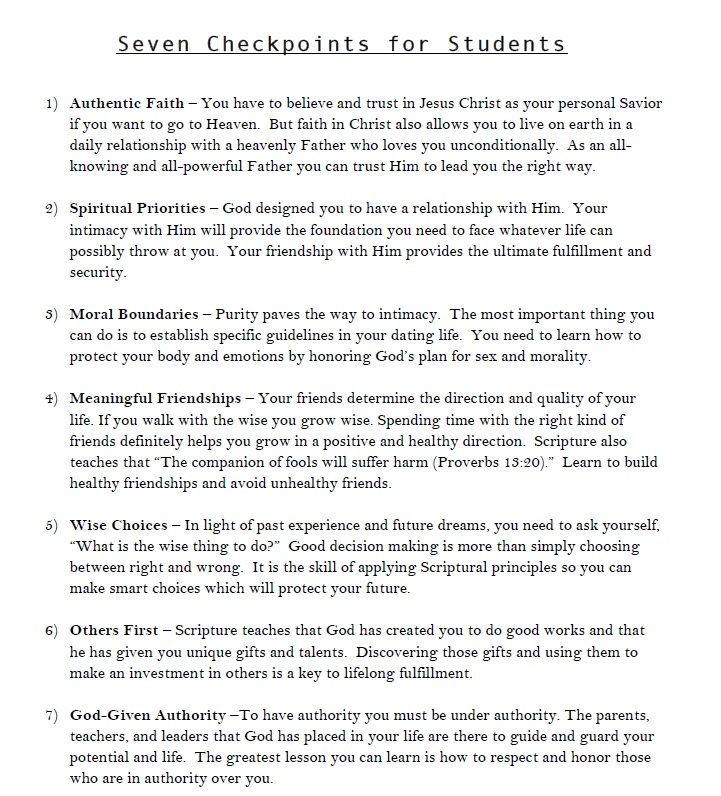 Seven Checkpoints for Students
1) Authentic Faith – You have to believe and trust in Jesus Christ as your personal Savior
if you want to go to Heaven. But faith in Christ also allows you to live on earth in a
daily relationship with a heavenly Father who loves you unconditionally. As an all-
knowing and all-powerful Father you can trust Him to lead you the right way.
2) Spiritual Priorities – God designed you to have a relationship with Him. Your
intimacy with Him will provide the foundation you need to face whatever life can
possibly throw at you. Your friendship with Him provides the ultimate fulfillment and
security.
3) Moral Boundaries – Purity paves the way to intimacy. The most important thing you
can do is to establish specific guidelines in your dating life. You need to learn how to
protect your body and emotions by honoring God's plan for sex and morality.
4) Meaningful Friendships – Your friends determine the direction and quality of your
life. If you walk with the wise you grow wise. Spending time with the right kind of
friends definitely helps you grow in a positive and healthy direction. Scripture also
teaches that “The companion of fools will suffer harm (Proverbs 13:20).” Learn to build
healthy friendships and avoid unhealthy friends.
5) Wise Choices – In light of past experience and future dreams, you need to ask yourself,
“What is the wise thing to do?” Good decision making is more than simply choosing
between right and wrong. It is the skill of applying Scriptural principles so you can
make smart choices which will protect your future.
6) Others First – Scripture teaches that God has created you to do good works and that
he has given you unique gifts and talents. Discovering those gifts and using them to
make an investment in others is a key to lifelong fulfillment.
7) God-Given Authority –To have authority you must be under authority. The parents,
teachers, and leaders that God has placed in your life are there to guide and guard your
potential and life. The greatest lesson you can learn is how to respect and honor those
who are in authority over you.